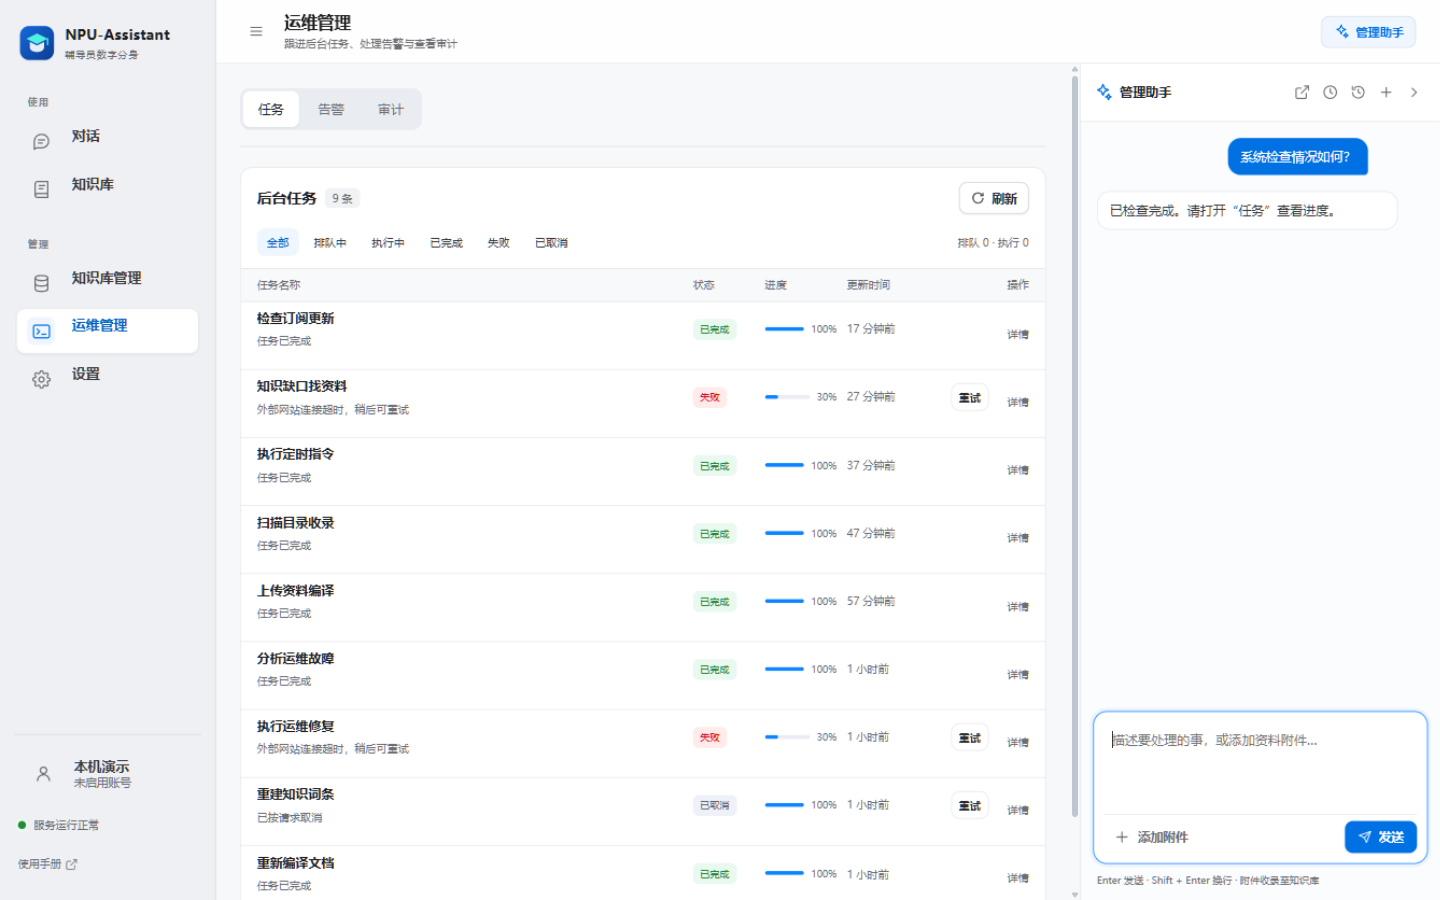 NPU-Assistant
辅导员数字分身
使用
对话
知识库
管理
知识库管理
运维管理
设置
本机演示
未启用账号
服务运行正常
使用手册
运维管理
跟进后台任务、处理告警与查看审计
管理助手
任务 告警 审计
后台任务 9 条
刷新
全部 排队中 执行中 已完成 失败 已取消
排队 0 · 执行 0
任务名称 状态 进度 更新时间 操作
检查订阅更新
任务已完成
已完成 100% 17 分钟前 详情
知识缺口找资料
外部网站连接超时，稍后可重试
失败 30% 27 分钟前 重试 详情
执行定时指令
任务已完成
已完成 100% 37 分钟前 详情
扫描目录收录
任务已完成
已完成 100% 47 分钟前 详情
上传资料编译
任务已完成
已完成 100% 57 分钟前 详情
分析运维故障
任务已完成
已完成 100% 1 小时前 详情
执行运维修复
外部网站连接超时，稍后可重试
失败 30% 1 小时前 重试 详情
重建知识词条
已按请求取消
已取消 100% 1 小时前 重试 详情
重新编译文档
任务已完成
已完成 100% 1 小时前 详情
管理助手
系统检查情况如何？
已检查完成。请打开“任务”查看进度。
描述要处理的事，或添加资料附件...
添加附件
发送
Enter 发送 · Shift + Enter 换行 · 附件收录至知识库